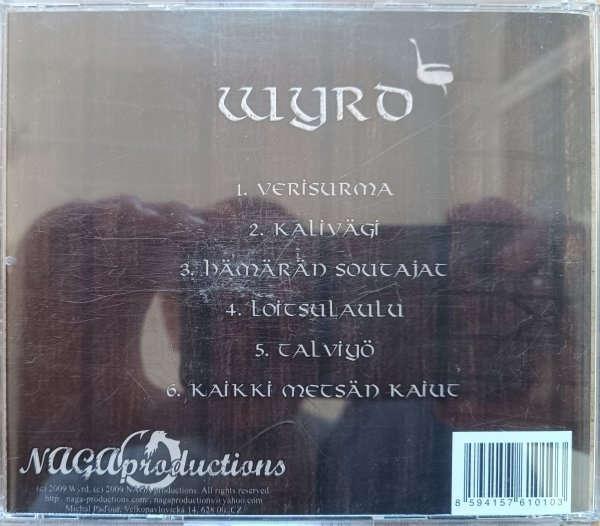 WYRD
1. VERISURMA
2. KALIVÄGI
3. HÄMÄRÄN SOUTAJAT
4. LOITSULAULU
5. TALVIYÖ
6. KAIKKI METSÄN KAIUT
NAGAproductions
(c) 2009 Wyrd, (c) 2009 NAGA productions. All rights reserved
http: naga-productions.com/, nagaproductions@yahoo.com
Michal Paďour, Velkopavlovická 14, 628 00, CZ
8 594157 610103